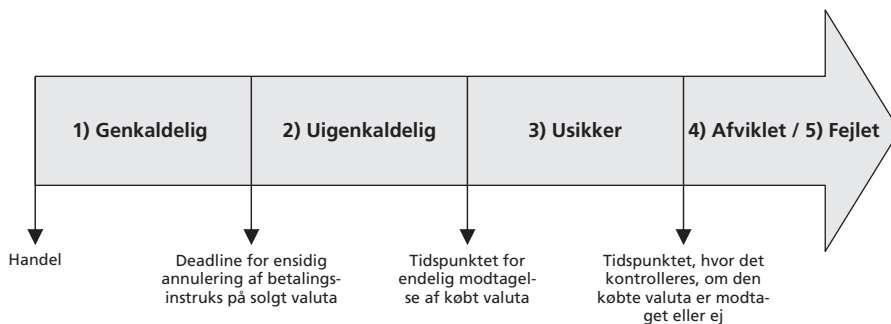 1) Genkaldelig
2) Uigenkaldelig
3) Usikker
4) Afviklet / 5) Fejlet
Handel
Deadline for ensidig
annulering af betalings-
instruks på solgt valuta
Tidspunktet for
endelig modtagel-
se af købt valuta
Tidspunktet, hvor det
kontrolleres, om den
købte valuta er modta-
get eller ej